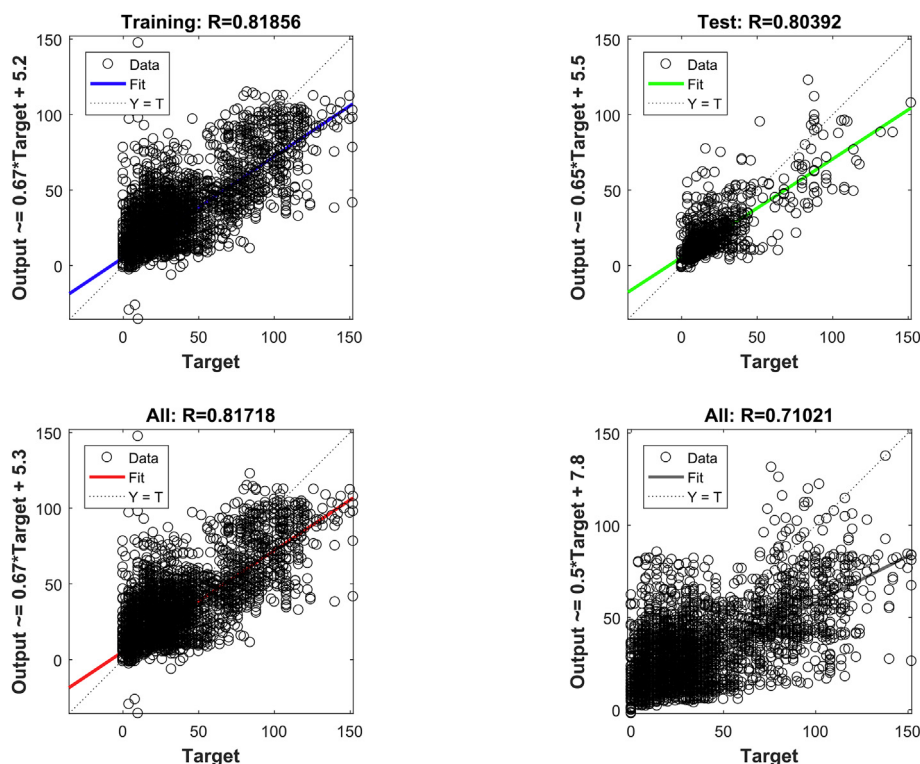 Training: R=0.81856
Output ~= 0.67*Target + 5.2
150
100
50
0
Data
Fit
Y = T
0 50 100 150
Target
Test: R=0.80392
Output ~= 0.65*Target + 5.5
150
100
50
0
Data
Fit
Y = T
0 50 100 150
Target
All: R=0.81718
Output ~= 0.67*Target + 5.3
150
100
50
0
Data
Fit
Y = T
0 50 100 150
Target
All: R=0.71021
Output ~= 0.5*Target + 7.8
150
100
50
0
Data
Fit
Y = T
0 50 100 150
Target